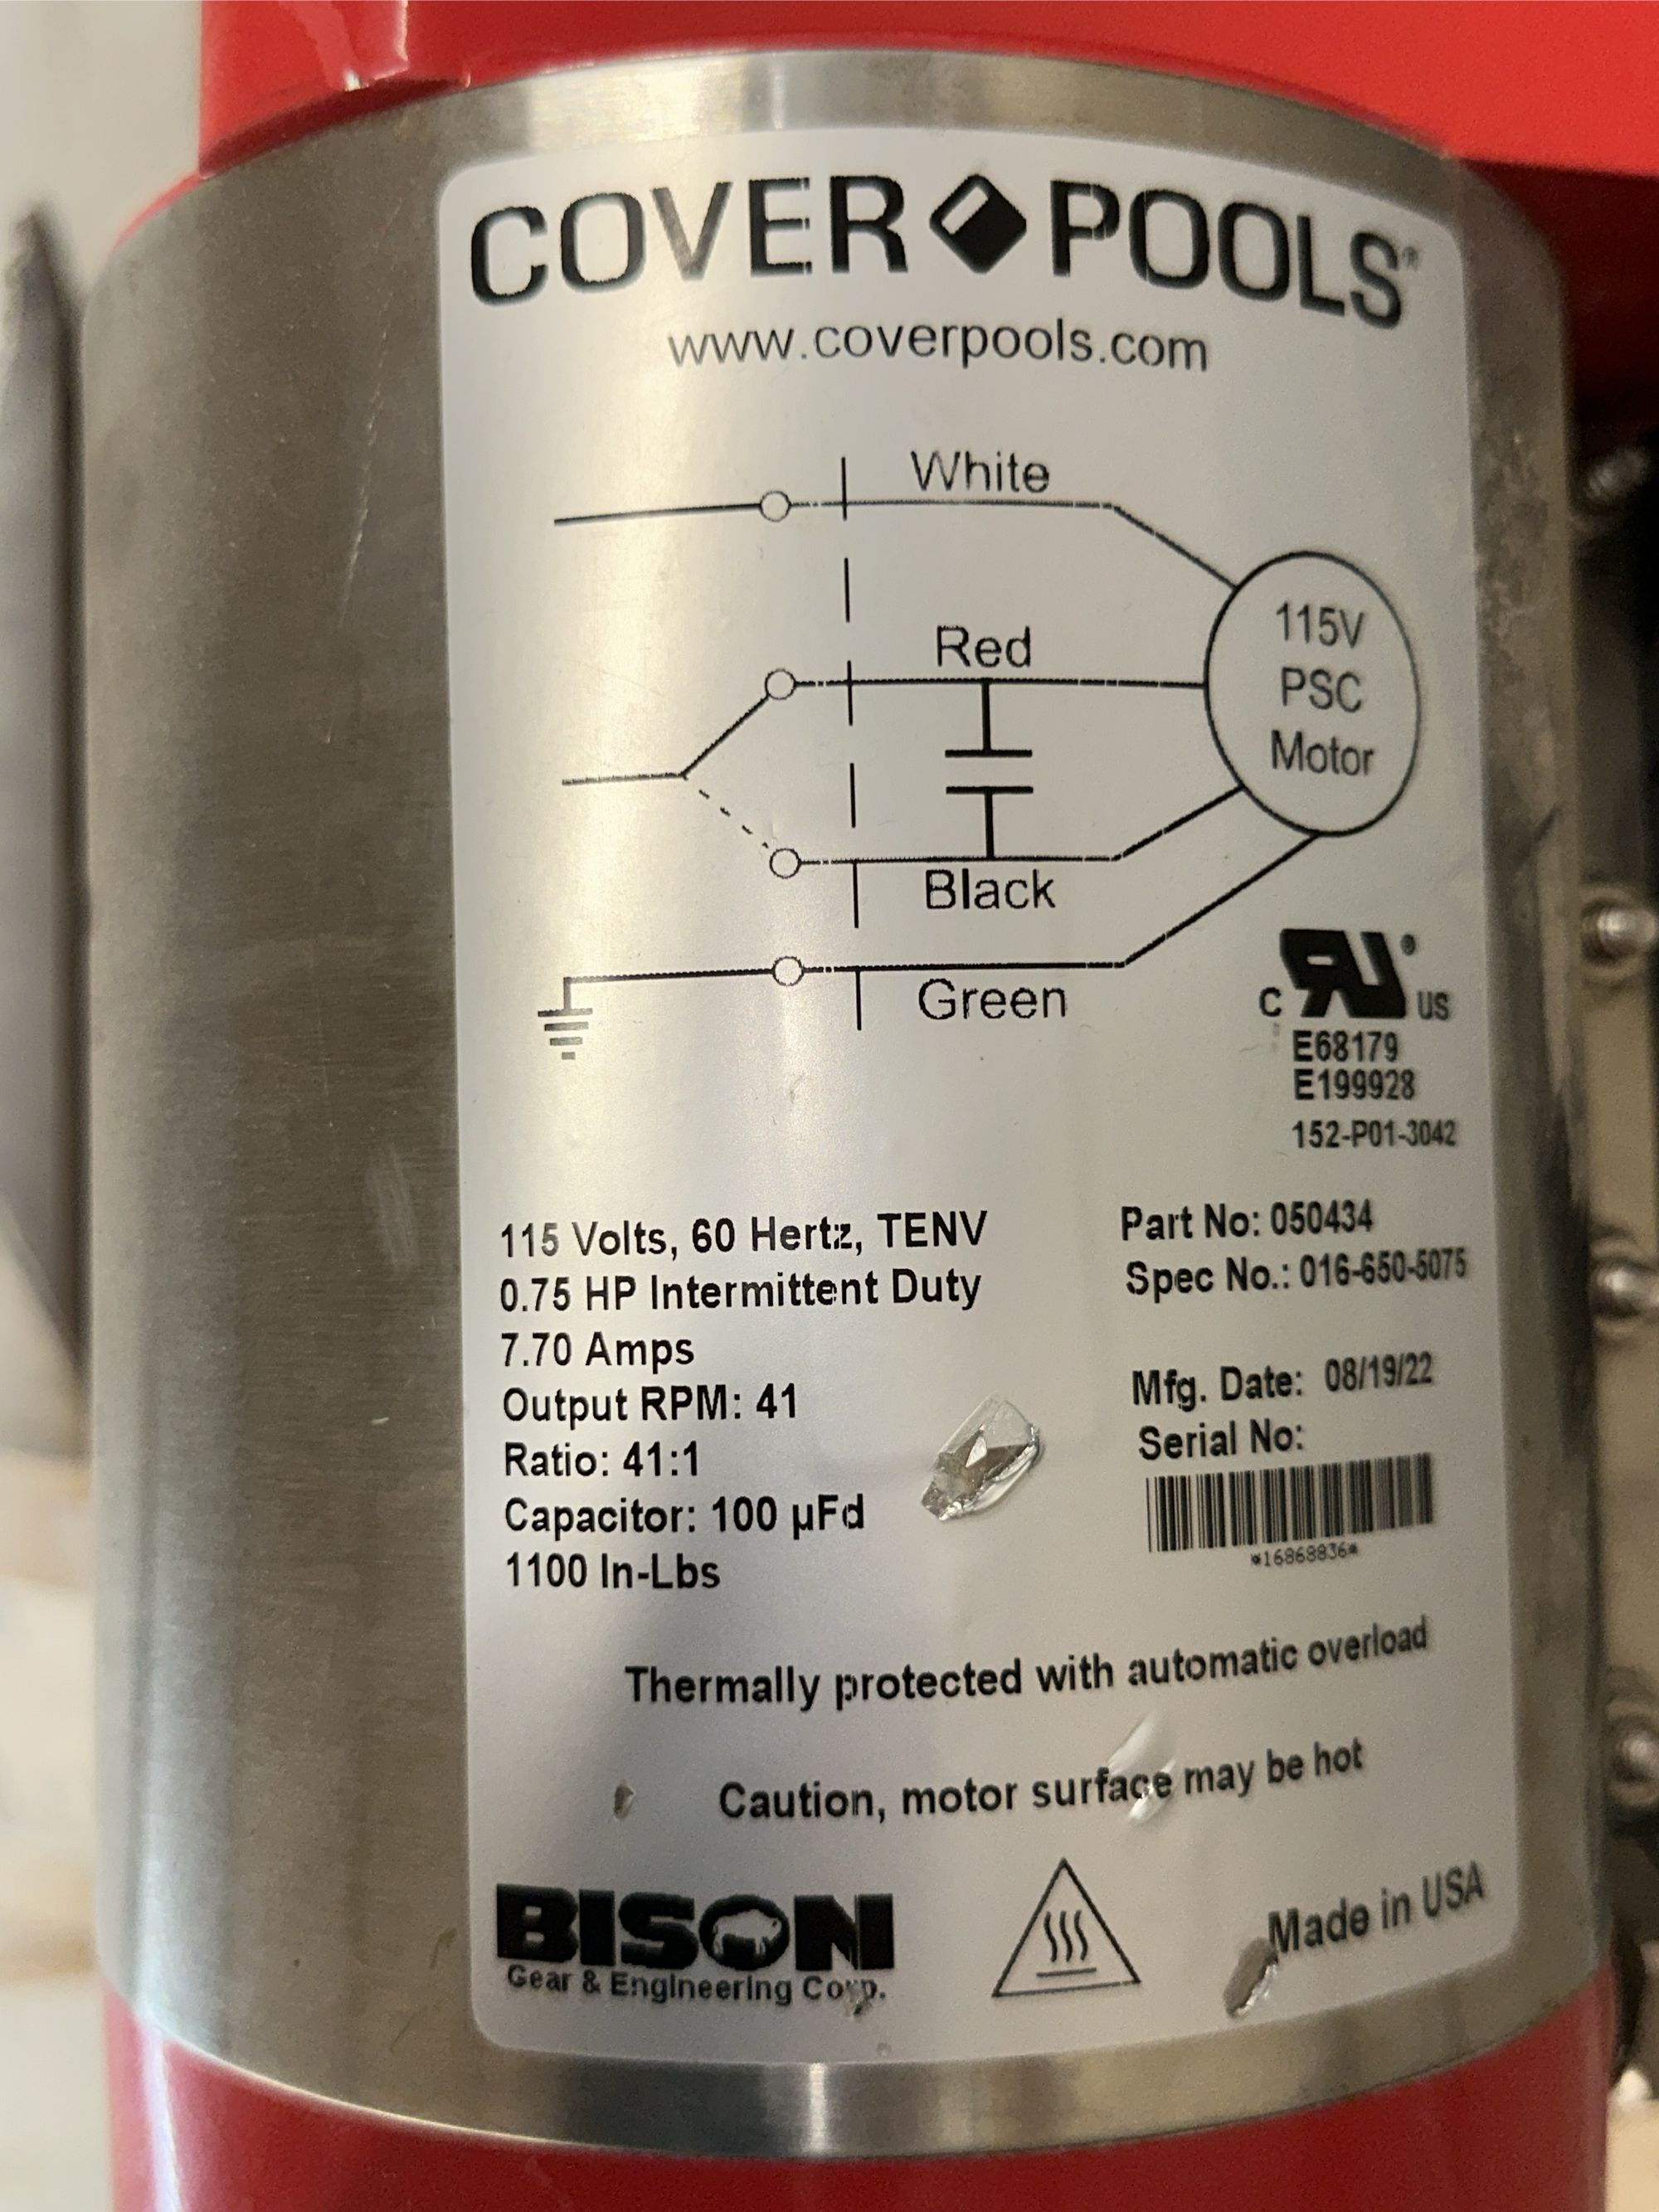 COVER POOLS®
www.coverpools.com
White
Red
115V
PSC
Motor
Black
Green
C RU® US
E68179
E199928
152-P01-3042
115 Volts, 60 Hertz, TENV
0.75 HP Intermittent Duty
7.70 Amps
Output RPM: 41
Ratio: 41:1
Capacitor: 100 µFd
1100 In-Lbs
Part No: 050434
Spec No.: 016-650-5075
Mfg. Date: 08/19/22
Serial No:
*16868836*
Thermally protected with automatic overload
Caution, motor surface may be hot
BISON
Gear & Engineering Corp.
Made in USA